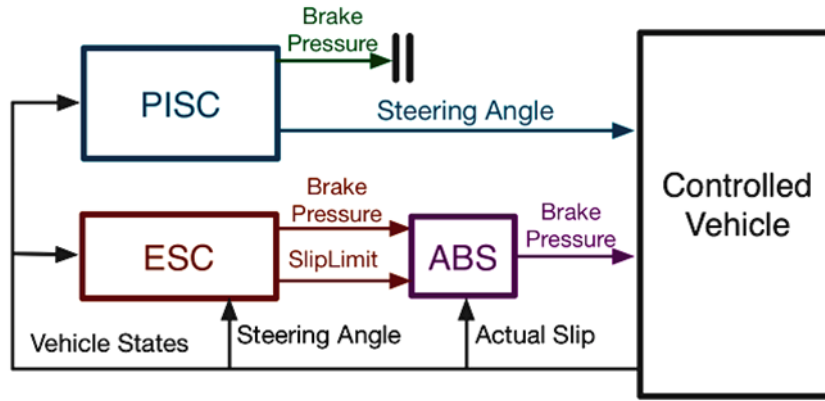 Brake
Pressure
PISC
Steering Angle
Controlled
Vehicle
Brake
Pressure
SlipLimit
ESC
ABS
Brake
Pressure
Vehicle States
Steering Angle
Actual Slip